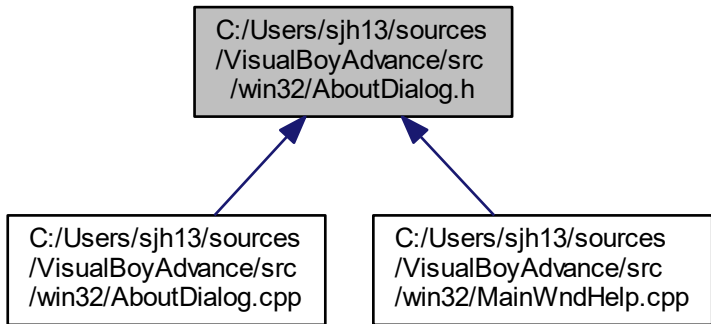 C:/Users/sjh13/sources
/VisualBoyAdvance/src
/win32/AboutDialog.h
C:/Users/sjh13/sources
/VisualBoyAdvance/src
/win32/AboutDialog.cpp
C:/Users/sjh13/sources
/VisualBoyAdvance/src
/win32/MainWndHelp.cpp